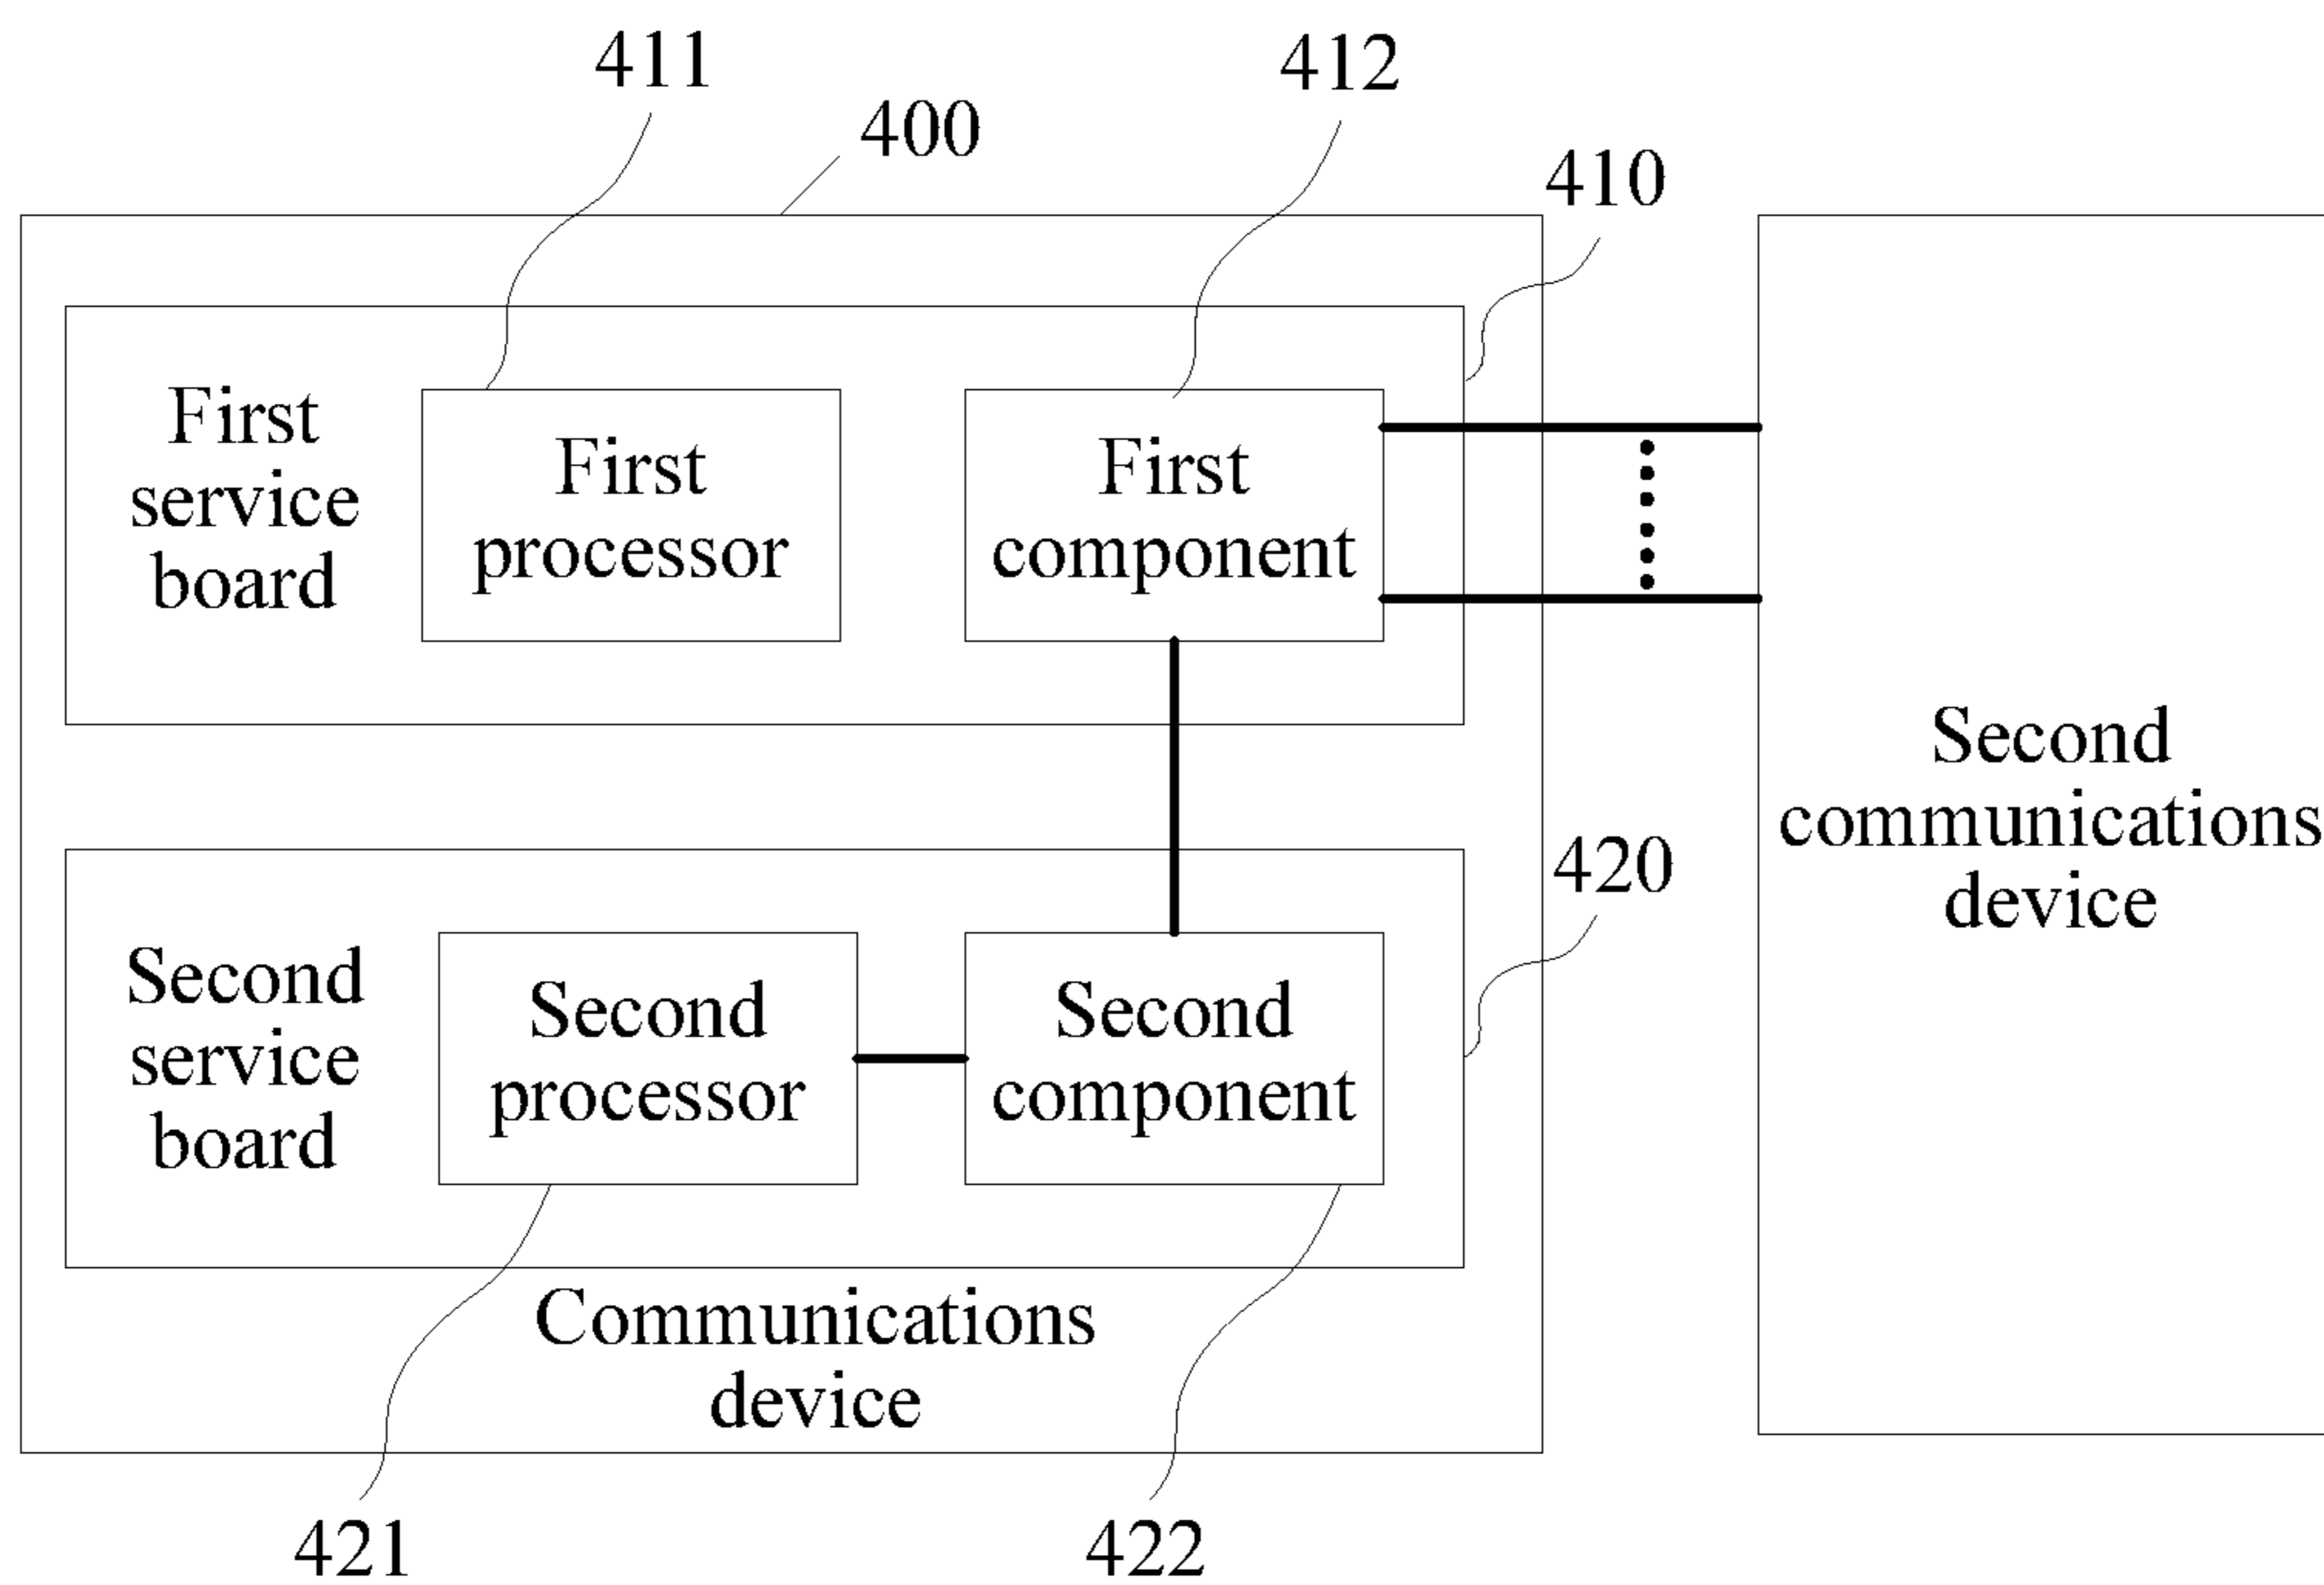 411
412
400
410
First
service
board
First
processor
First
component
Second
communications
device
420
Second
service
board
Second
processor
Second
component
Communications
device
421
422